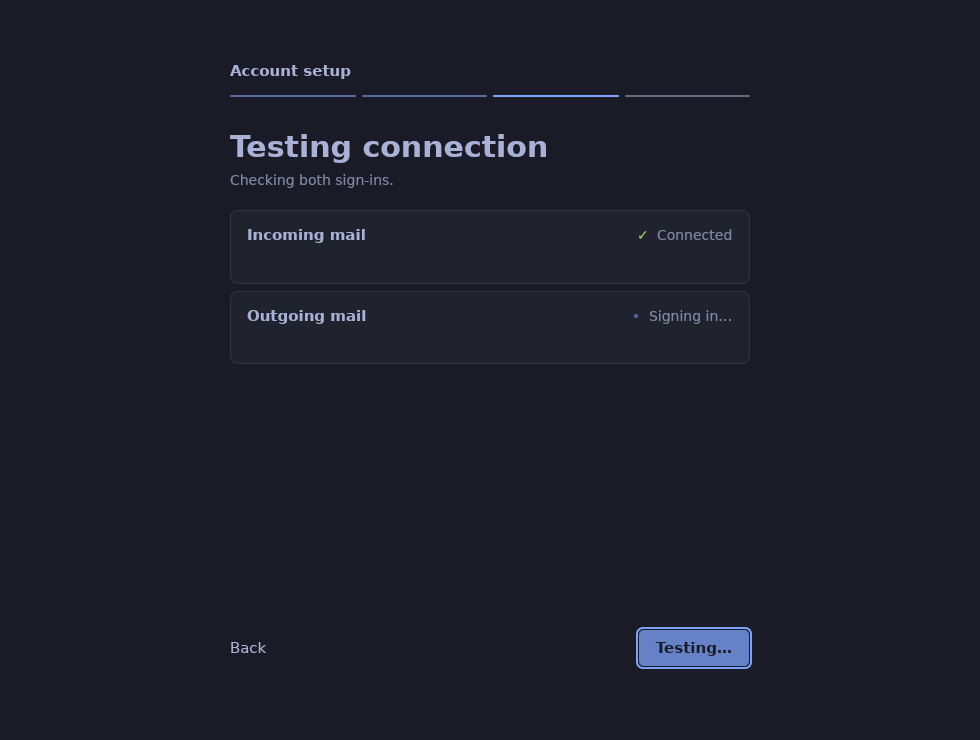 Account setup
Testing connection
Checking both sign-ins.
Incoming mail
✓ Connected
Outgoing mail
• Signing in…
Back
Testing…